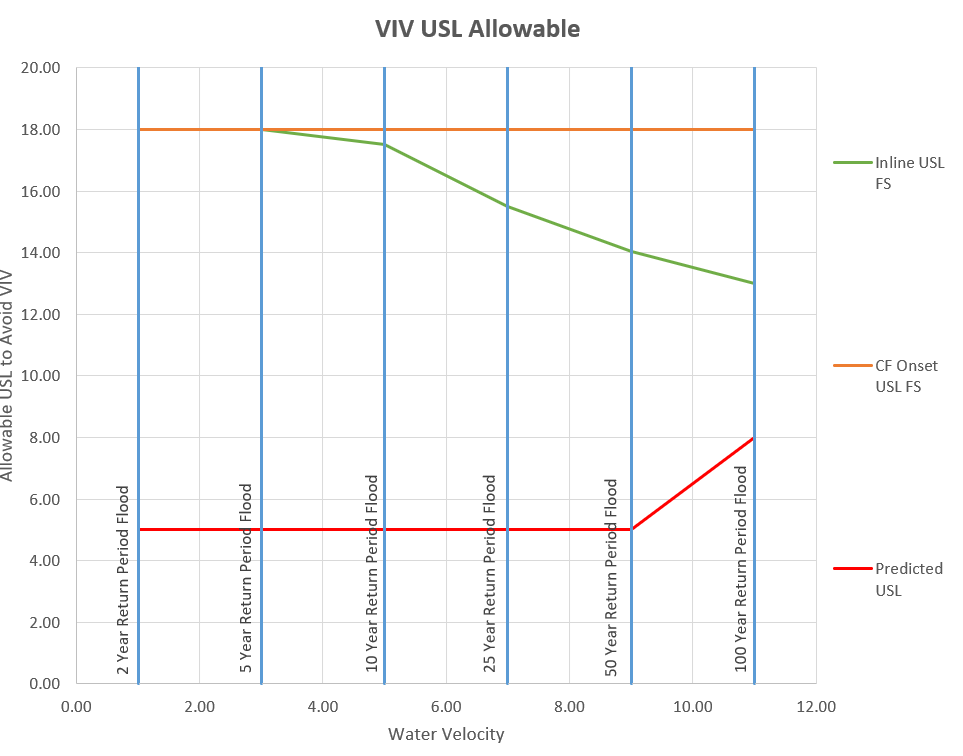 VIV USL Allowable
20.00
18.00
16.00
14.00
12.00
10.00
8.00
6.00
4.00
2.00
0.00
Allowable USL to Avoid VIV
2 Year Return Period Flood
5 Year Return Period Flood
10 Year Return Period Flood
25 Year Return Period Flood
50 Year Return Period Flood
100 Year Return Period Flood
0.00
2.00
4.00
6.00
8.00
10.00
12.00
Water Velocity
Inline USL
FS
CF Onset
USL FS
Predicted
USL